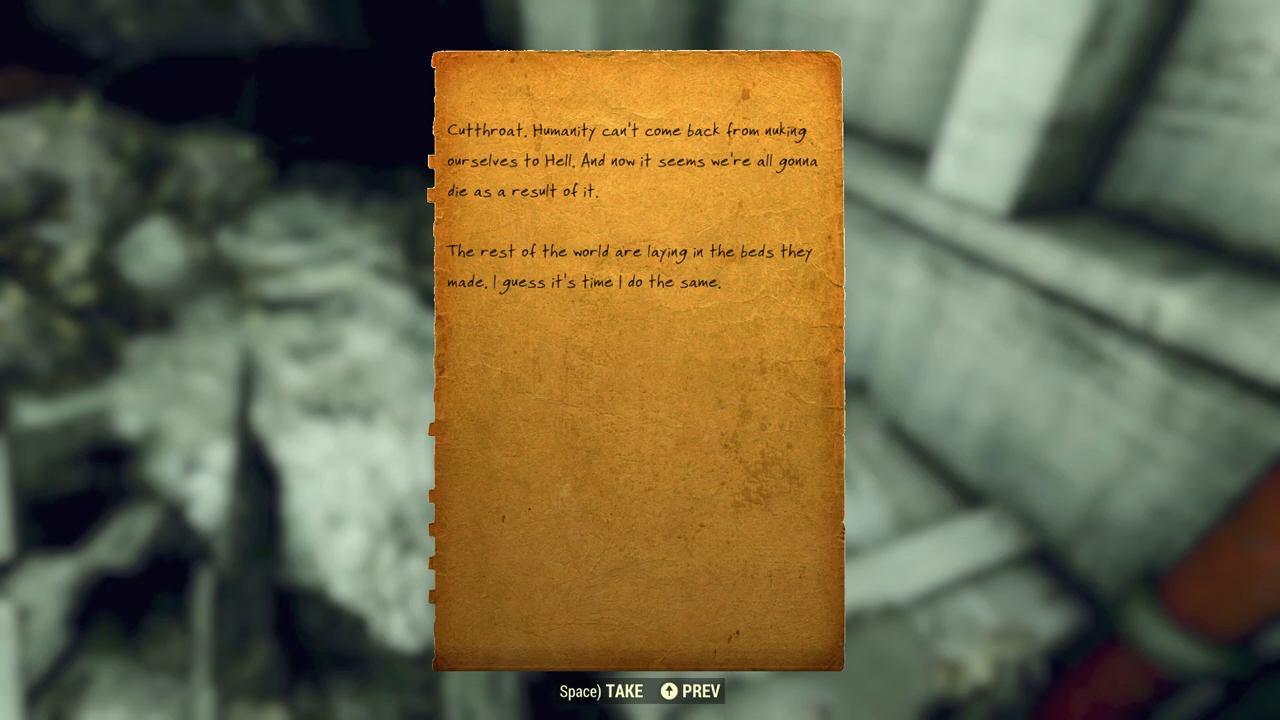 Cutthroat. Humanity can't come back from nuking
ourselves to Hell. And now it seems we're all gonna
die as a result of it.
The rest of the world are laying in the beds they
made. I guess it's time I do the same.
Space) TAKE PREV